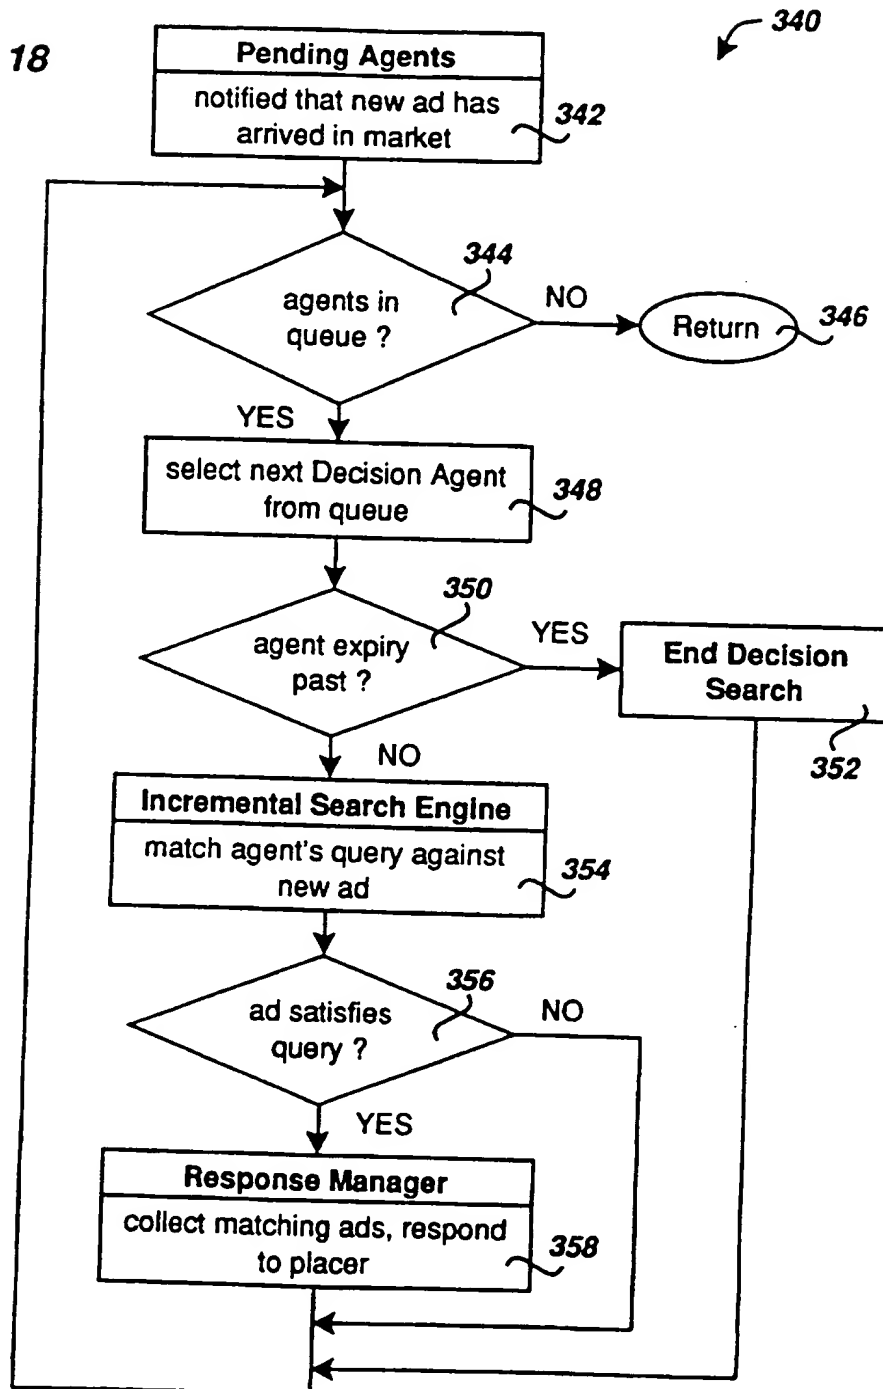 18
340
Pending Agents
notified that new ad has
arrived in market
342
344
agents in
queue ?
NO
Return
346
YES
select next Decision Agent
from queue
348
350
agent expiry
past ?
YES
End Decision
Search
352
NO
Incremental Search Engine
match agent's query against
new ad
354
356
ad satisfies
query ?
NO
YES
Response Manager
collect matching ads, respond
to placer
358